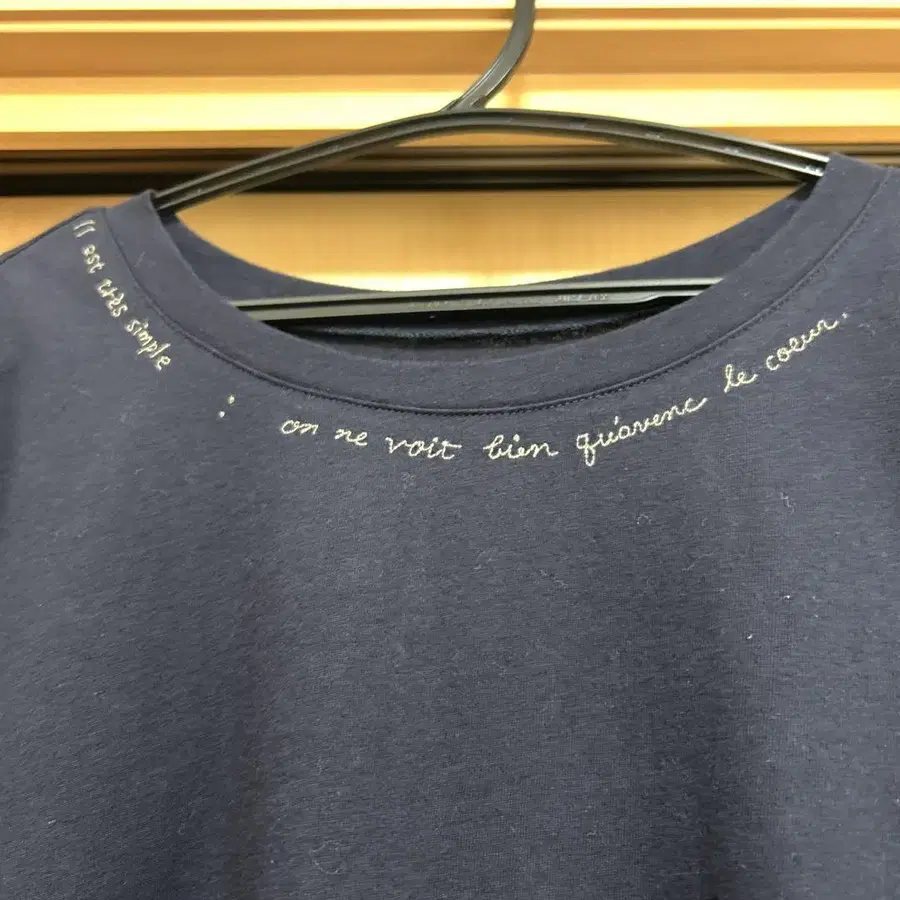 Il est très simple : on ne voit bien qu'avenc le coeur.